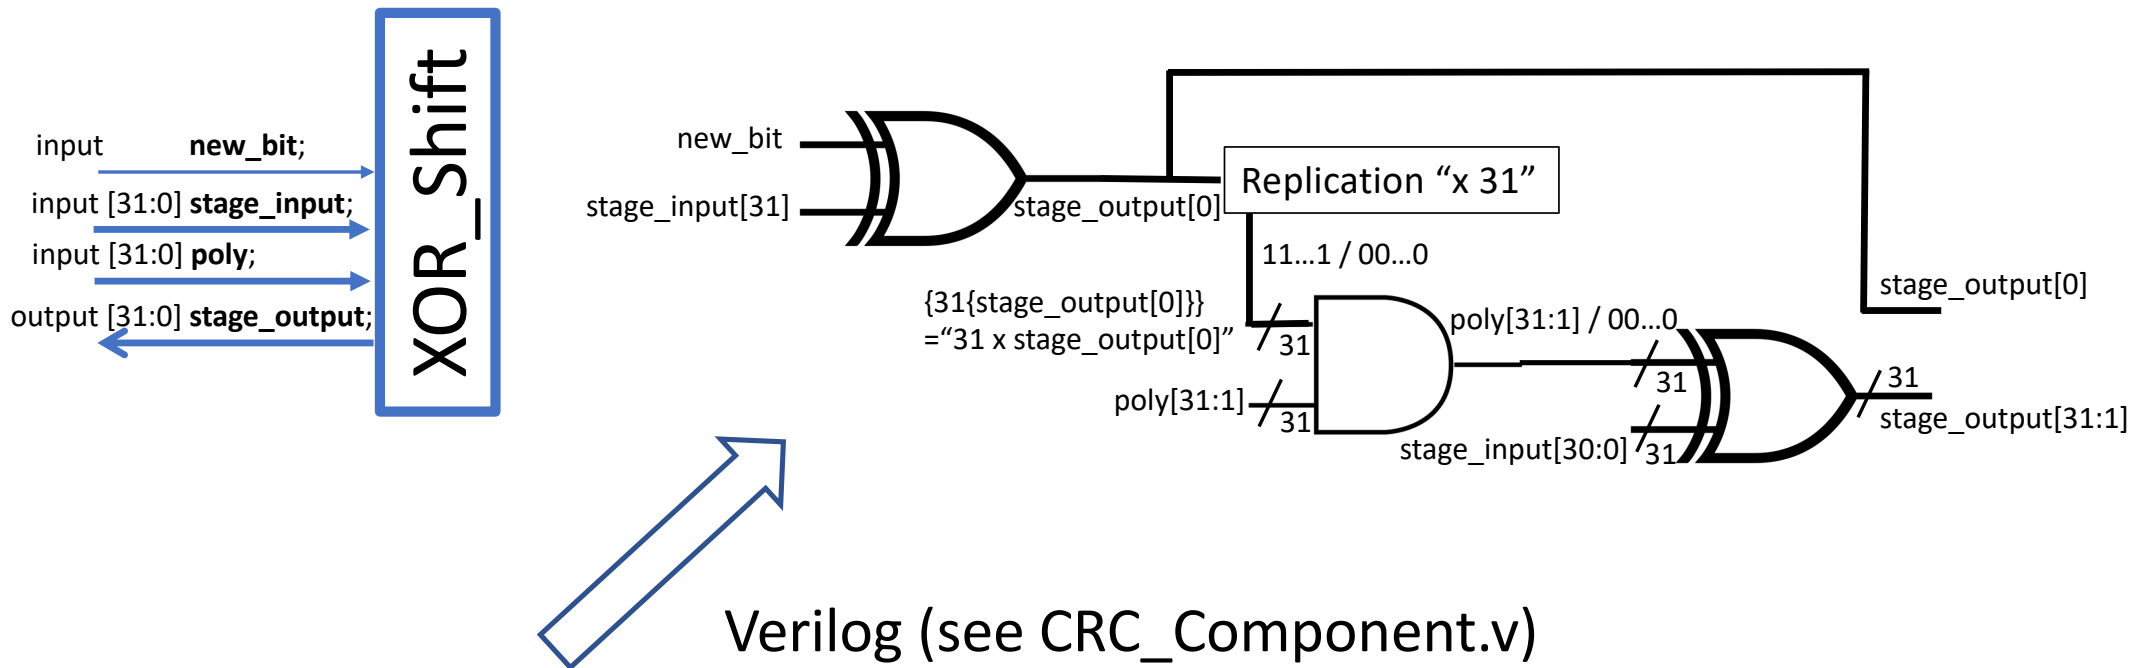 XOR_Shift
input new_bit;
input [31:0] stage_input;
input [31:0] poly;
output [31:0] stage_output;
new_bit
stage_input[31]
stage_output[0]
Replication “x 31”
11...1 / 00...0
{31{stage_output[0]}}
=“31 x stage_output[0]”
31
poly[31:1]
31
poly[31:1] / 00...0
31
stage_input[30:0]
31
stage_output[0]
31
stage_output[31:1]
Verilog (see CRC_Component.v)